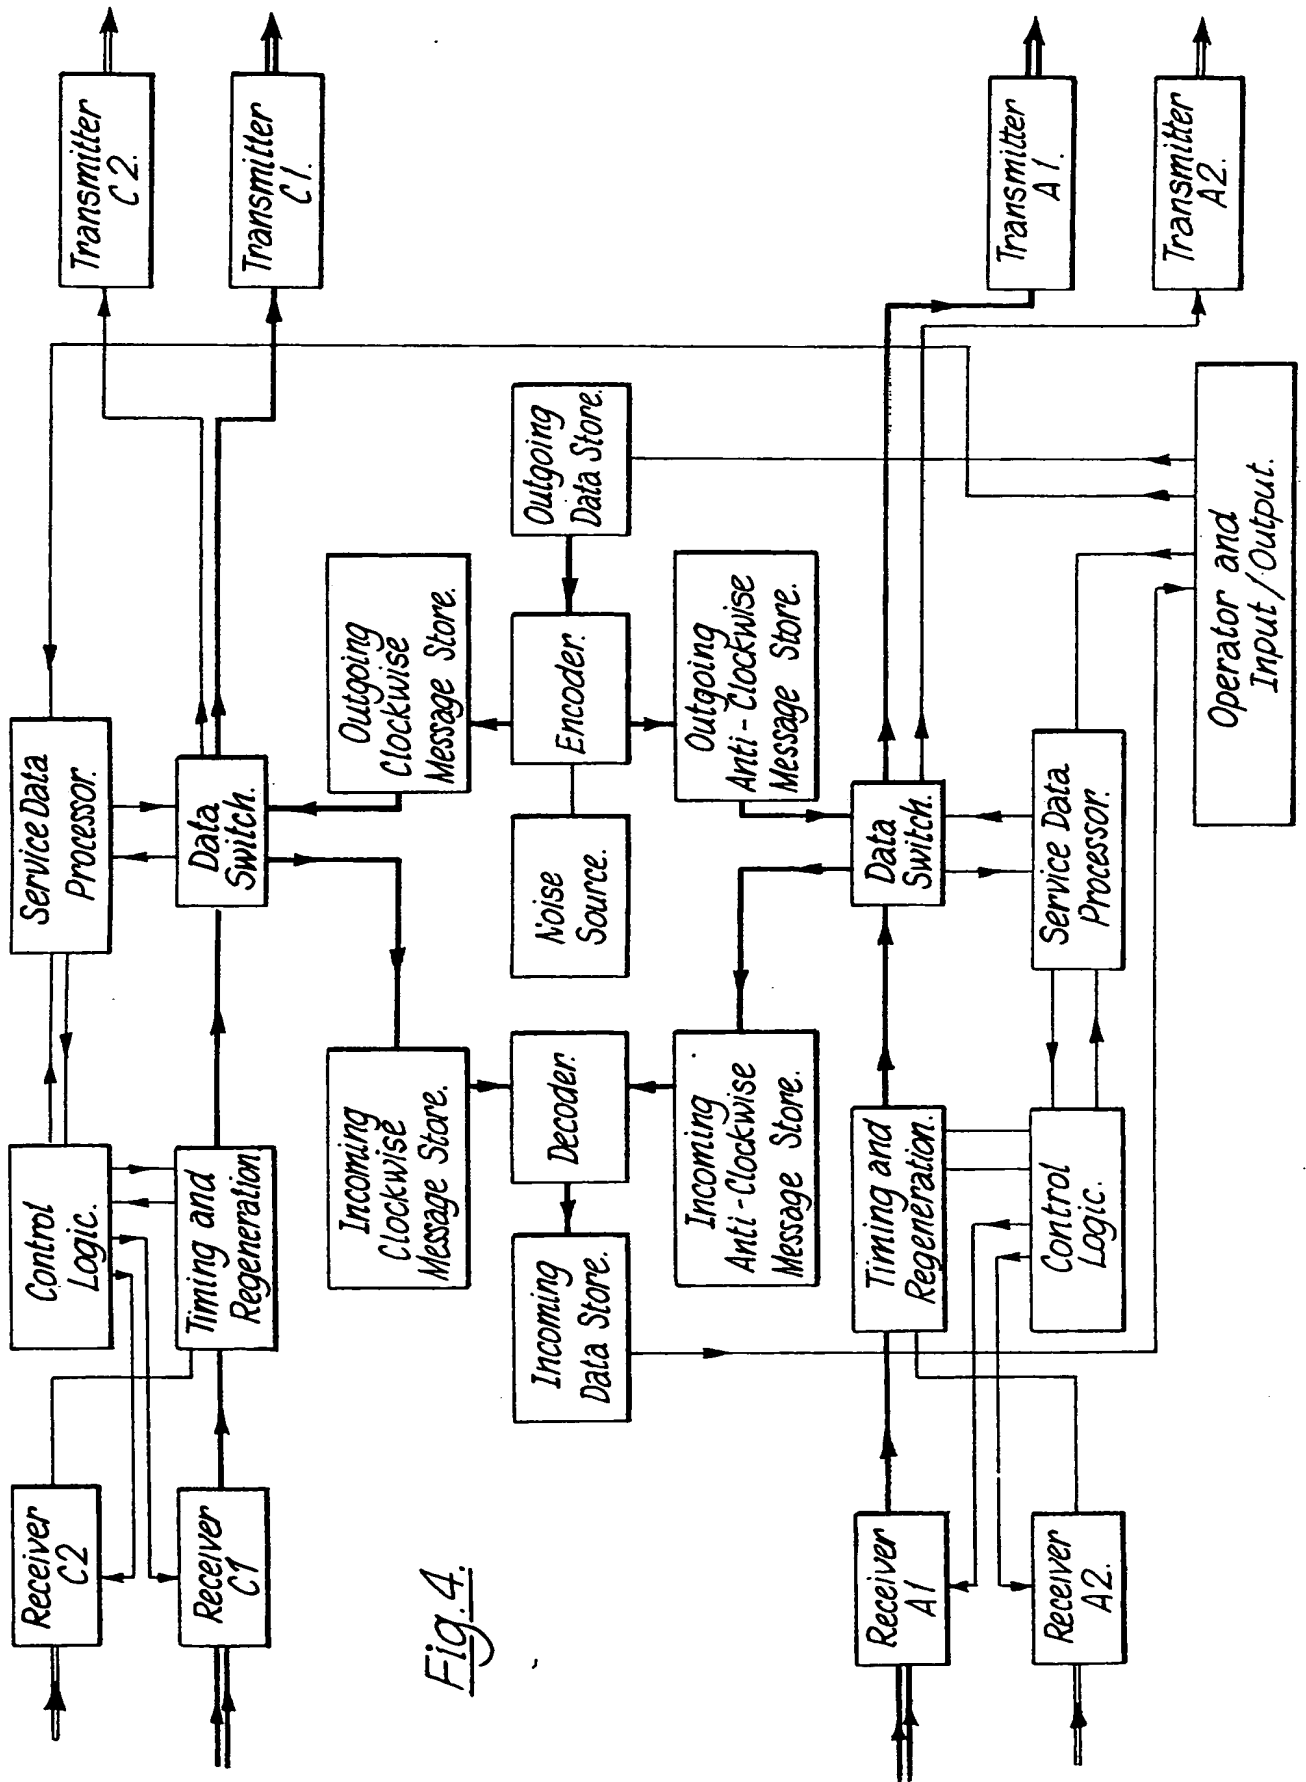 Receiver
C2
Control
Logic.
Service Data
Processor.
Transmitter
C2.
Receiver
C1
Timing and
Regeneration
Data
Switch.
Transmitter
C1.
Incoming
Clockwise
Message Store.
Outgoing
Clockwise
Message Store.
Incoming
Data Store.
Decoder.
Noise
Source.
Encoder.
Outgoing
Data Store.
Incoming
Anti-Clockwise
Message Store.
Outgoing
Anti-Clockwise
Message Store.
Receiver
A1
Timing and
Regeneration.
Data
Switch.
Transmitter
A1.
Receiver
A2.
Control
Logic.
Service Data
Processor.
Transmitter
A2.
Operator and
Input/Output.
Fig.4.